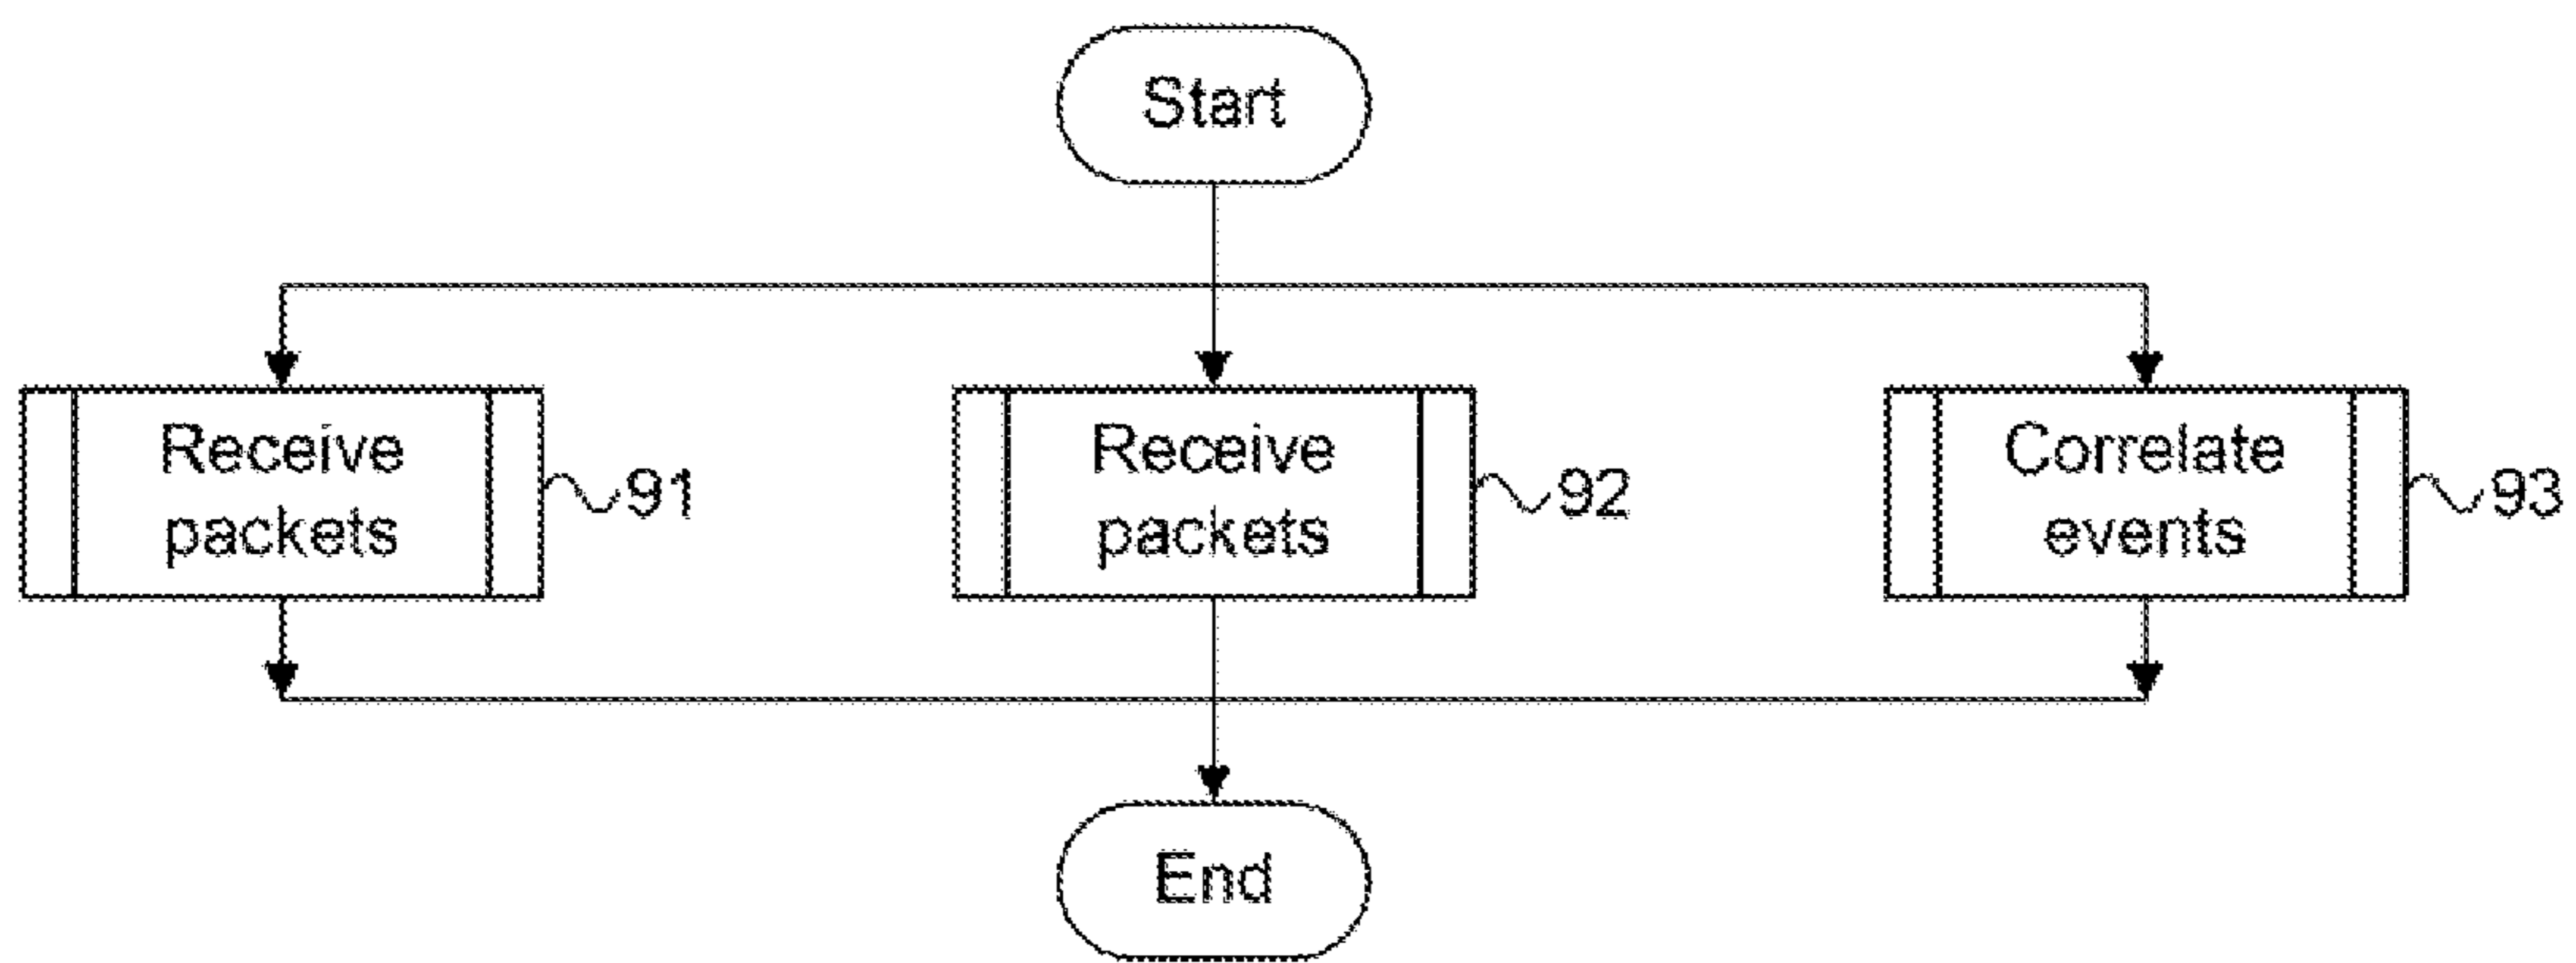 Start
Receive
packets
91
Receive
packets
92
Correlate
events
93
End